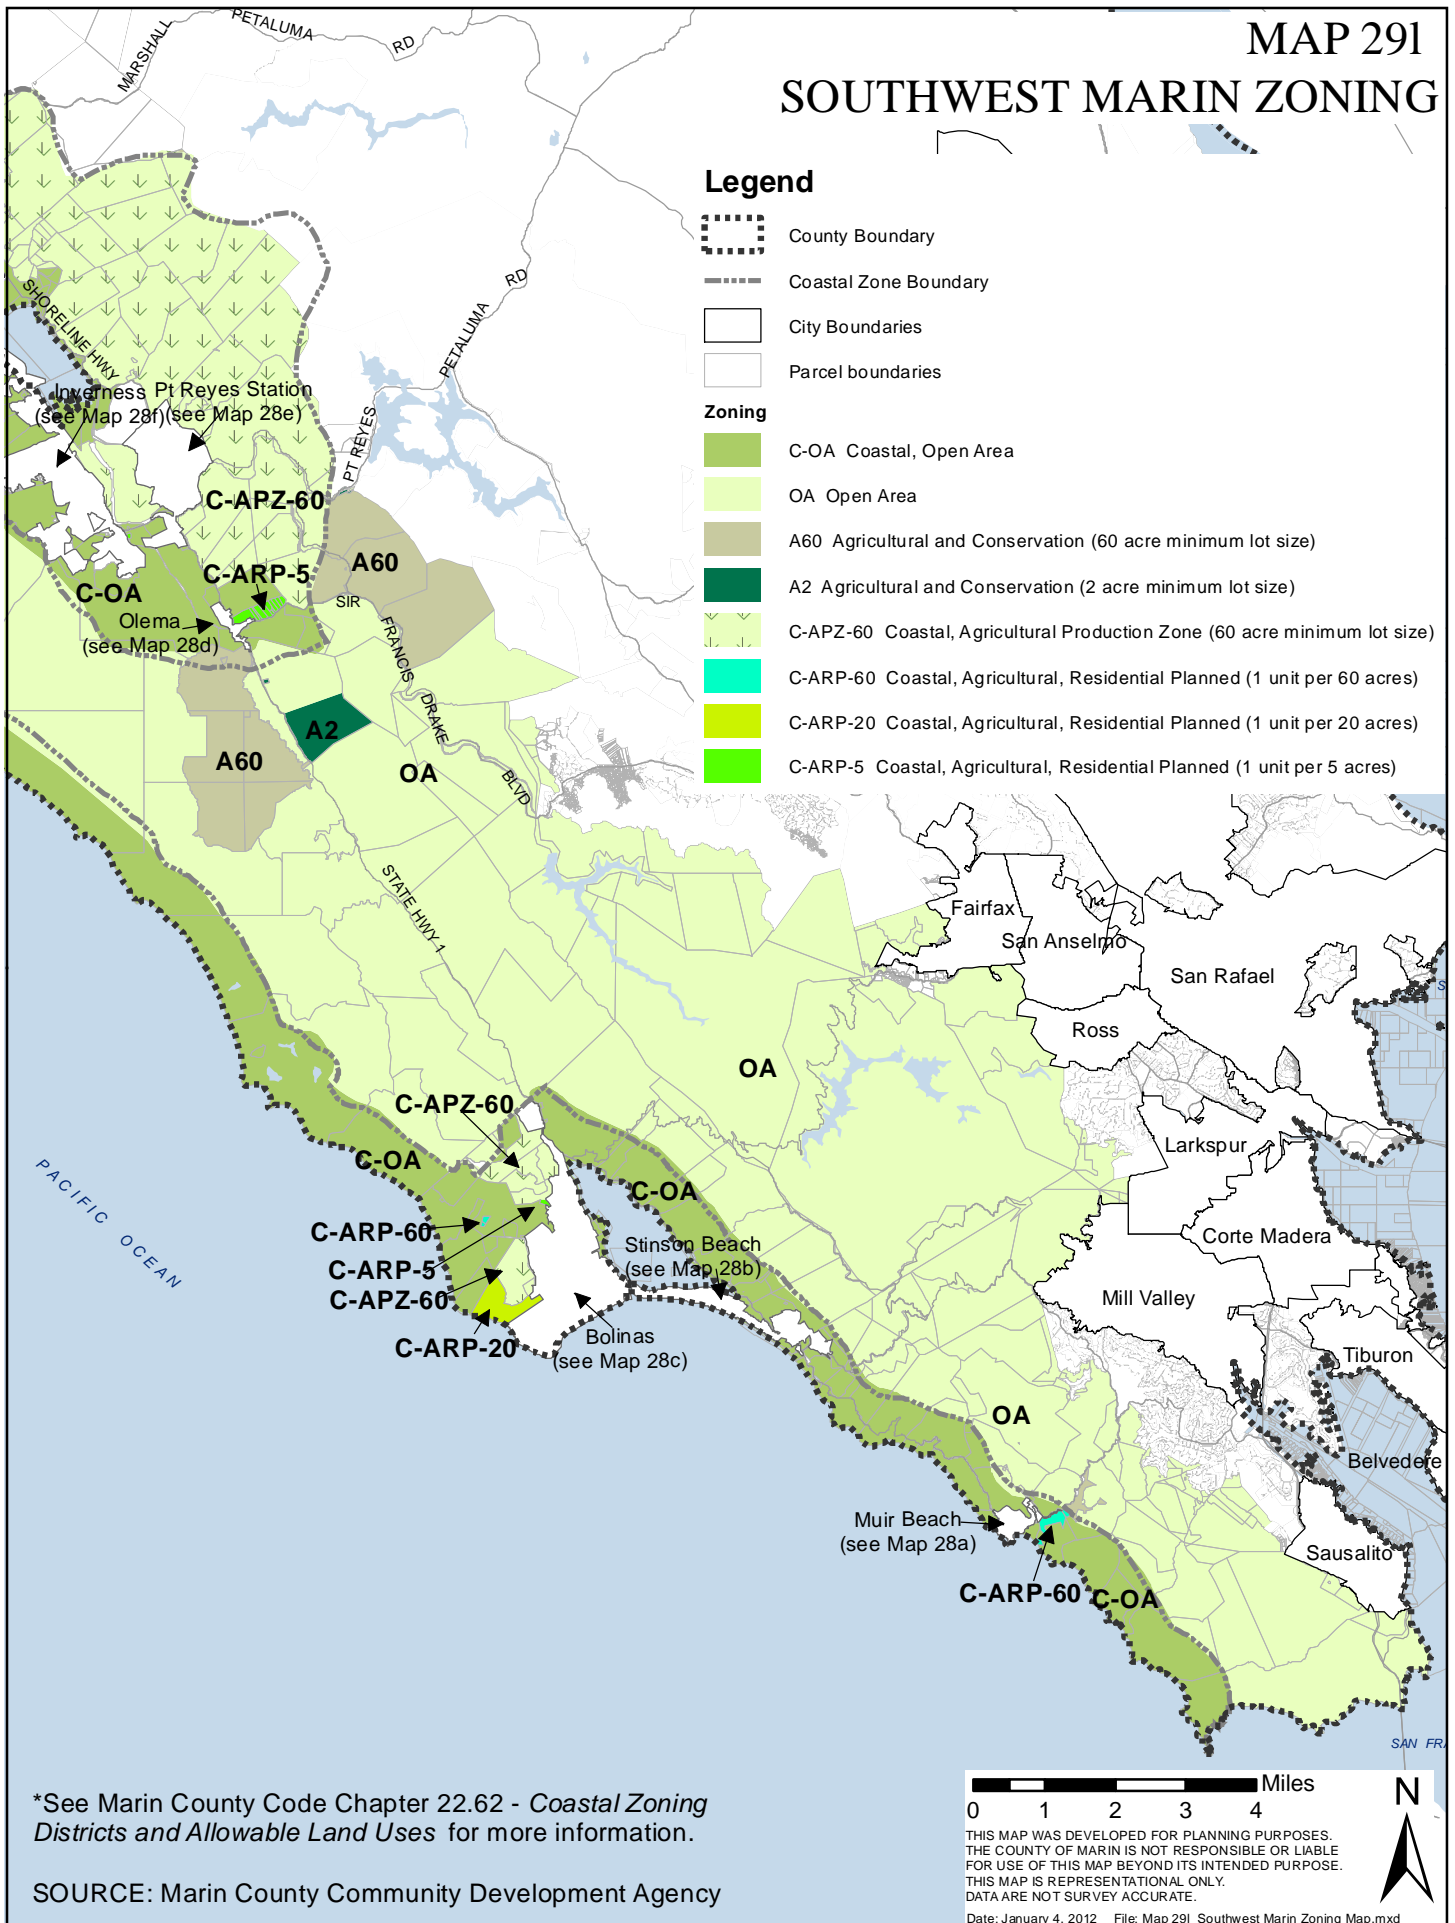 MAP 29l
SOUTHWEST MARIN ZONING
Legend
County Boundary
Coastal Zone Boundary
City Boundaries
Parcel boundaries
Zoning
C-OA Coastal, Open Area
OA Open Area
A60 Agricultural and Conservation (60 acre minimum lot size)
A2 Agricultural and Conservation (2 acre minimum lot size)
C-APZ-60 Coastal, Agricultural Production Zone (60 acre minimum lot size)
C-ARP-60 Coastal, Agricultural, Residential Planned (1 unit per 60 acres)
C-ARP-20 Coastal, Agricultural, Residential Planned (1 unit per 20 acres)
C-ARP-5 Coastal, Agricultural, Residential Planned (1 unit per 5 acres)
MARSHALL
PETALUMA
RD
RD
PETALUMA
PT REYES
SHORELINE HWY
Inverness
(see Map 28f)
Pt Reyes Station
(see Map 28e)
C-APZ-60
A60
C-ARP-5
C-OA
SIR
Olema
(see Map 28d)
FRANCIS
DRAKE
BLVD
A2
A60
OA
STATE HWY 1
Fairfax
San Anselmo
San Rafael
S
Ross
OA
C-APZ-60
Larkspur
C-OA
C-OA
PACIFIC OCEAN
C-ARP-60
Corte Madera
Stinson Beach
(see Map 28b)
C-ARP-5
C-APZ-60
Mill Valley
C-ARP-20
Bolinas
(see Map 28c)
Tiburon
OA
Belvedere
Muir Beach
(see Map 28a)
Sausalito
C-ARP-60
C-OA
SAN FRA
*See Marin County Code Chapter 22.62 - Coastal Zoning
Districts and Allowable Land Uses for more information.
SOURCE: Marin County Community Development Agency
Miles
0 1 2 3 4
N
THIS MAP WAS DEVELOPED FOR PLANNING PURPOSES.
THE COUNTY OF MARIN IS NOT RESPONSIBLE OR LIABLE
FOR USE OF THIS MAP BEYOND ITS INTENDED PURPOSE.
THIS MAP IS REPRESENTATIONAL ONLY.
DATA ARE NOT SURVEY ACCURATE.
Date: January 4, 2012 File: Map 29l_Southwest Marin Zoning Map.mxd